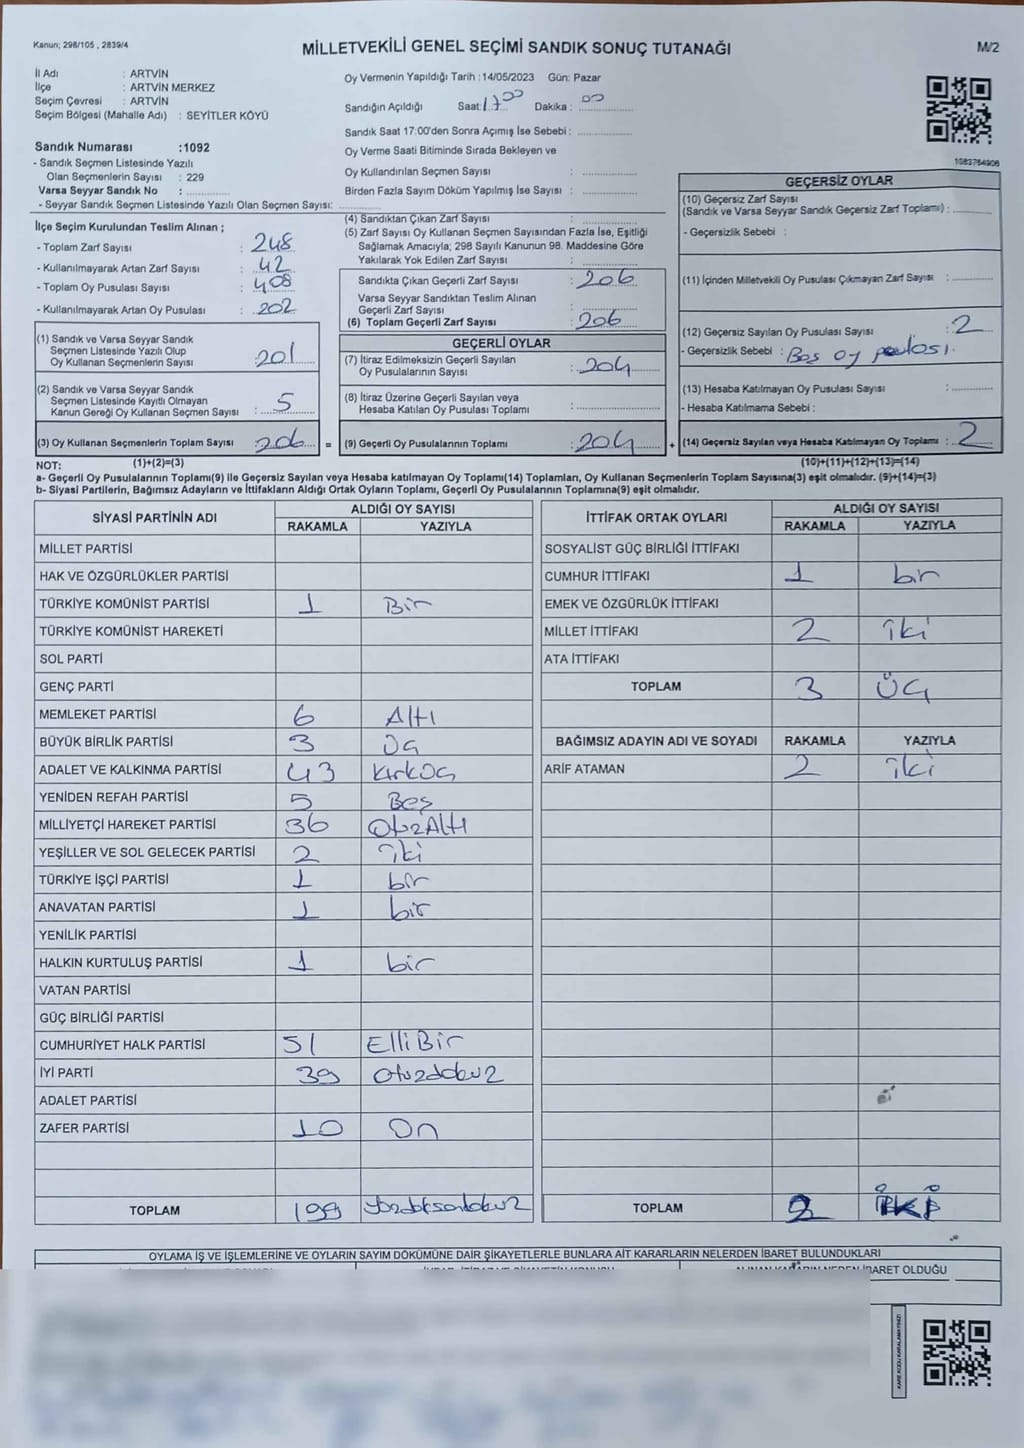 Kanun; 298/105 , 2839/4
MİLLETVEKİLİ GENEL SEÇİMİ SANDIK SONUÇ TUTANAĞI
M/2
İl Adı : ARTVİN
İlçe : ARTVİN MERKEZ
Seçim Çevresi : ARTVİN
Seçim Bölgesi (Mahalle Adı) : SEYİTLER KÖYÜ
Sandık Numarası :1092
- Sandık Seçmen Listesinde Yazılı
Olan Seçmenlerin Sayısı : 229
Varsa Seyyar Sandık No :
- Seyyar Sandık Seçmen Listesinde Yazılı Olan Seçmen Sayısı:
Oy Vermenin Yapıldığı Tarih :14/05/2023 Gün: Pazar
Sandığın Açıldığı Saat: 17 00 Dakika : 00
Sandık Saat 17:00'den Sonra Açımış İse Sebebi :
Oy Verme Saati Bitiminde Sırada Bekleyen ve
Oy Kullandırılan Seçmen Sayısı :
Birden Fazla Sayım Döküm Yapılmış İse Sayısı :
1083784906
İlçe Seçim Kurulundan Teslim Alınan ;
- Toplam Zarf Sayısı : 248
- Kullanılmayarak Artan Zarf Sayısı : 42
- Toplam Oy Pusulası Sayısı : 408
- Kullanılmayarak Artan Oy Pusulası : 202
(4) Sandıktan Çıkan Zarf Sayısı :
(5) Zarf Sayısı Oy Kullanan Seçmen Sayısından Fazla İse, Eşitliği
Sağlamak Amacıyla; 298 Sayılı Kanunun 98. Maddesine Göre
Yakılarak Yok Edilen Zarf Sayısı :
Sandıkta Çıkan Geçerli Zarf Sayısı : 206
Varsa Seyyar Sandıktan Teslim Alınan
Geçerli Zarf Sayısı :
(6) Toplam Geçerli Zarf Sayısı : 206
GEÇERSİZ OYLAR
(10) Geçersiz Zarf Sayısı
(Sandık ve Varsa Seyyar Sandık Geçersiz Zarf Toplamı) :
- Geçersizlik Sebebi :
(11) İçinden Milletvekili Oy Pusulası Çıkmayan Zarf Sayısı :
(12) Geçersiz Sayılan Oy Pusulası Sayısı : 2
- Geçersizlik Sebebi : Boş oy
(13) Hesaba Katılmayan Oy Pusulası Sayısı :
- Hesaba Katılmama Sebebi :
(14) Geçersiz Sayılan veya Hesaba Katılmayan Oy Toplamı : 2
(1) Sandık ve Varsa Seyyar Sandık
Seçmen Listesinde Yazılı Olup
Oy Kullanan Seçmenlerin Sayısı : 201
(2) Sandık ve Varsa Seyyar Sandık
Seçmen Listesinde Kayıtlı Olmayan
Kanun Gereği Oy Kullanan Seçmen Sayısı : 5
(3) Oy Kullanan Seçmenlerin Toplam Sayısı : 206 =
GEÇERLİ OYLAR
(7) İtiraz Edilmeksizin Geçerli Sayılan
Oy Pusulalarının Sayısı : 204
(8) İtiraz Üzerine Geçerli Sayılan veya
Hesaba Katılan Oy Pusulası Toplamı :
(9) Geçerli Oy Pusulalarının Toplamı : 204 +
NOT: (1)+(2)=(3)
(10)+(11)+(12)+(13)=(14)
a- Geçerli Oy Pusulalarının Toplamı(9) ile Geçersiz Sayılan veya Hesaba katılmayan Oy Toplamı(14) Toplamları, Oy Kullanan Seçmenlerin Toplam Sayısına(3) eşit olmalıdır. (9)+(14)=(3)
b- Siyasi Partilerin, Bağımsız Adayların ve İttifakların Aldığı Ortak Oyların Toplamı, Geçerli Oy Pusulalarının Toplamına(9) eşit olmalıdır.
SİYASİ PARTİNİN ADI ALDIĞI OY SAYISI
RAKAMLA YAZIYLA
MİLLET PARTİSİ
HAK VE ÖZGÜRLÜKLER PARTİSİ
TÜRKİYE KOMÜNİST PARTİSİ 1 Bir
TÜRKİYE KOMÜNİST HAREKETİ
SOL PARTİ
GENÇ PARTİ
MEMLEKET PARTİSİ 6 Altı
BÜYÜK BİRLİK PARTİSİ 3 Üç
ADALET VE KALKINMA PARTİSİ 43 KırkÜç
YENİDEN REFAH PARTİSİ 5 Beş
MİLLİYETÇİ HAREKET PARTİSİ 36 OtuzAltı
YEŞİLLER VE SOL GELECEK PARTİSİ 2 iki
TÜRKİYE İŞÇİ PARTİSİ 1 bir
ANAVATAN PARTİSİ 1 bir
YENİLİK PARTİSİ
HALKIN KURTULUŞ PARTİSİ 1 bir
VATAN PARTİSİ
GÜÇ BİRLİĞİ PARTİSİ
CUMHURİYET HALK PARTİSİ 51 ElliBir
İYİ PARTİ 39 otuzdokuz
ADALET PARTİSİ
ZAFER PARTİSİ 10 On
TOPLAM 199 yüzdoksandokuz
İTTİFAK ORTAK OYLARI ALDIĞI OY SAYISI
RAKAMLA YAZIYLA
SOSYALİST GÜÇ BİRLİĞİ İTTİFAKI
CUMHUR İTTİFAKI 1 bir
EMEK VE ÖZGÜRLÜK İTTİFAKI
MİLLET İTTİFAKI 2 iki
ATA İTTİFAKI
TOPLAM 3 ÜÇ
BAĞIMSIZ ADAYIN ADI VE SOYADI RAKAMLA YAZIYLA
ARİF ATAMAN 2 iki
TOPLAM 2 İKİ
OYLAMA İŞ VE İŞLEMLERİNE VE OYLARIN SAYIM DÖKÜMÜNE DAİR ŞİKAYETLERLE BUNLARA AİT KARARLARIN NELERDEN İBARET BULUNDUKLARI
İBARET OLDUĞU